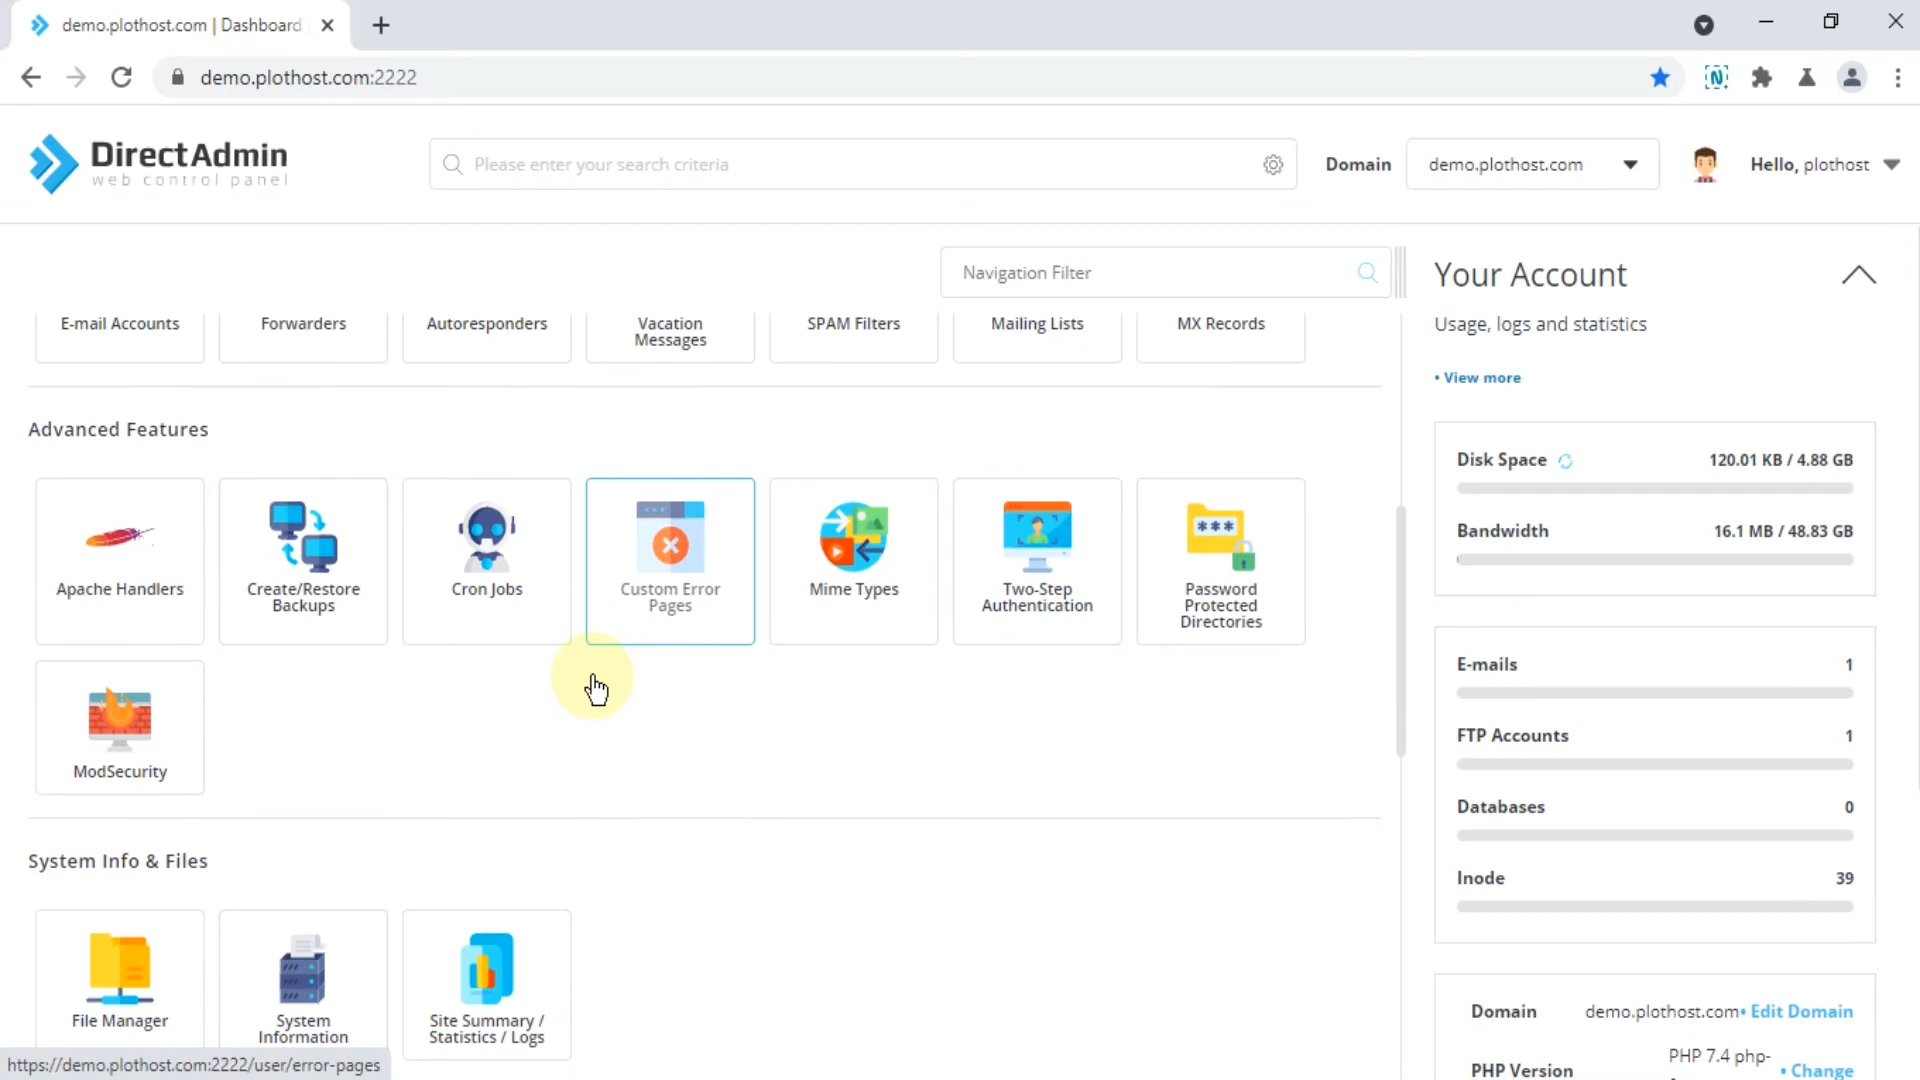 demo.plothost.com | Dashboard
demo.plothost.com:2222
DirectAdmin
web control panel
Please enter your search criteria
Domain
demo.plothost.com
Hello, plothost
Navigation Filter
E-mail Accounts
Forwarders
Autoresponders
Vacation
Messages
SPAM Filters
Mailing Lists
MX Records
Advanced Features
Apache Handlers
Create/Restore
Backups
Cron Jobs
Custom Error
Pages
Mime Types
Two-Step
Authentication
***
Password
Protected
Directories
ModSecurity
System Info & Files
File Manager
System
Information
Site Summary /
Statistics / Logs
https://demo.plothost.com:2222/user/error-pages
Your Account
Usage, logs and statistics
• View more
Disk Space 120.01 KB / 4.88 GB
Bandwidth 16.1 MB / 48.83 GB
E-mails 1
FTP Accounts 1
Databases 0
Inode 39
Domain demo.plothost.com• Edit Domain
PHP Version PHP 7.4 php- • Change